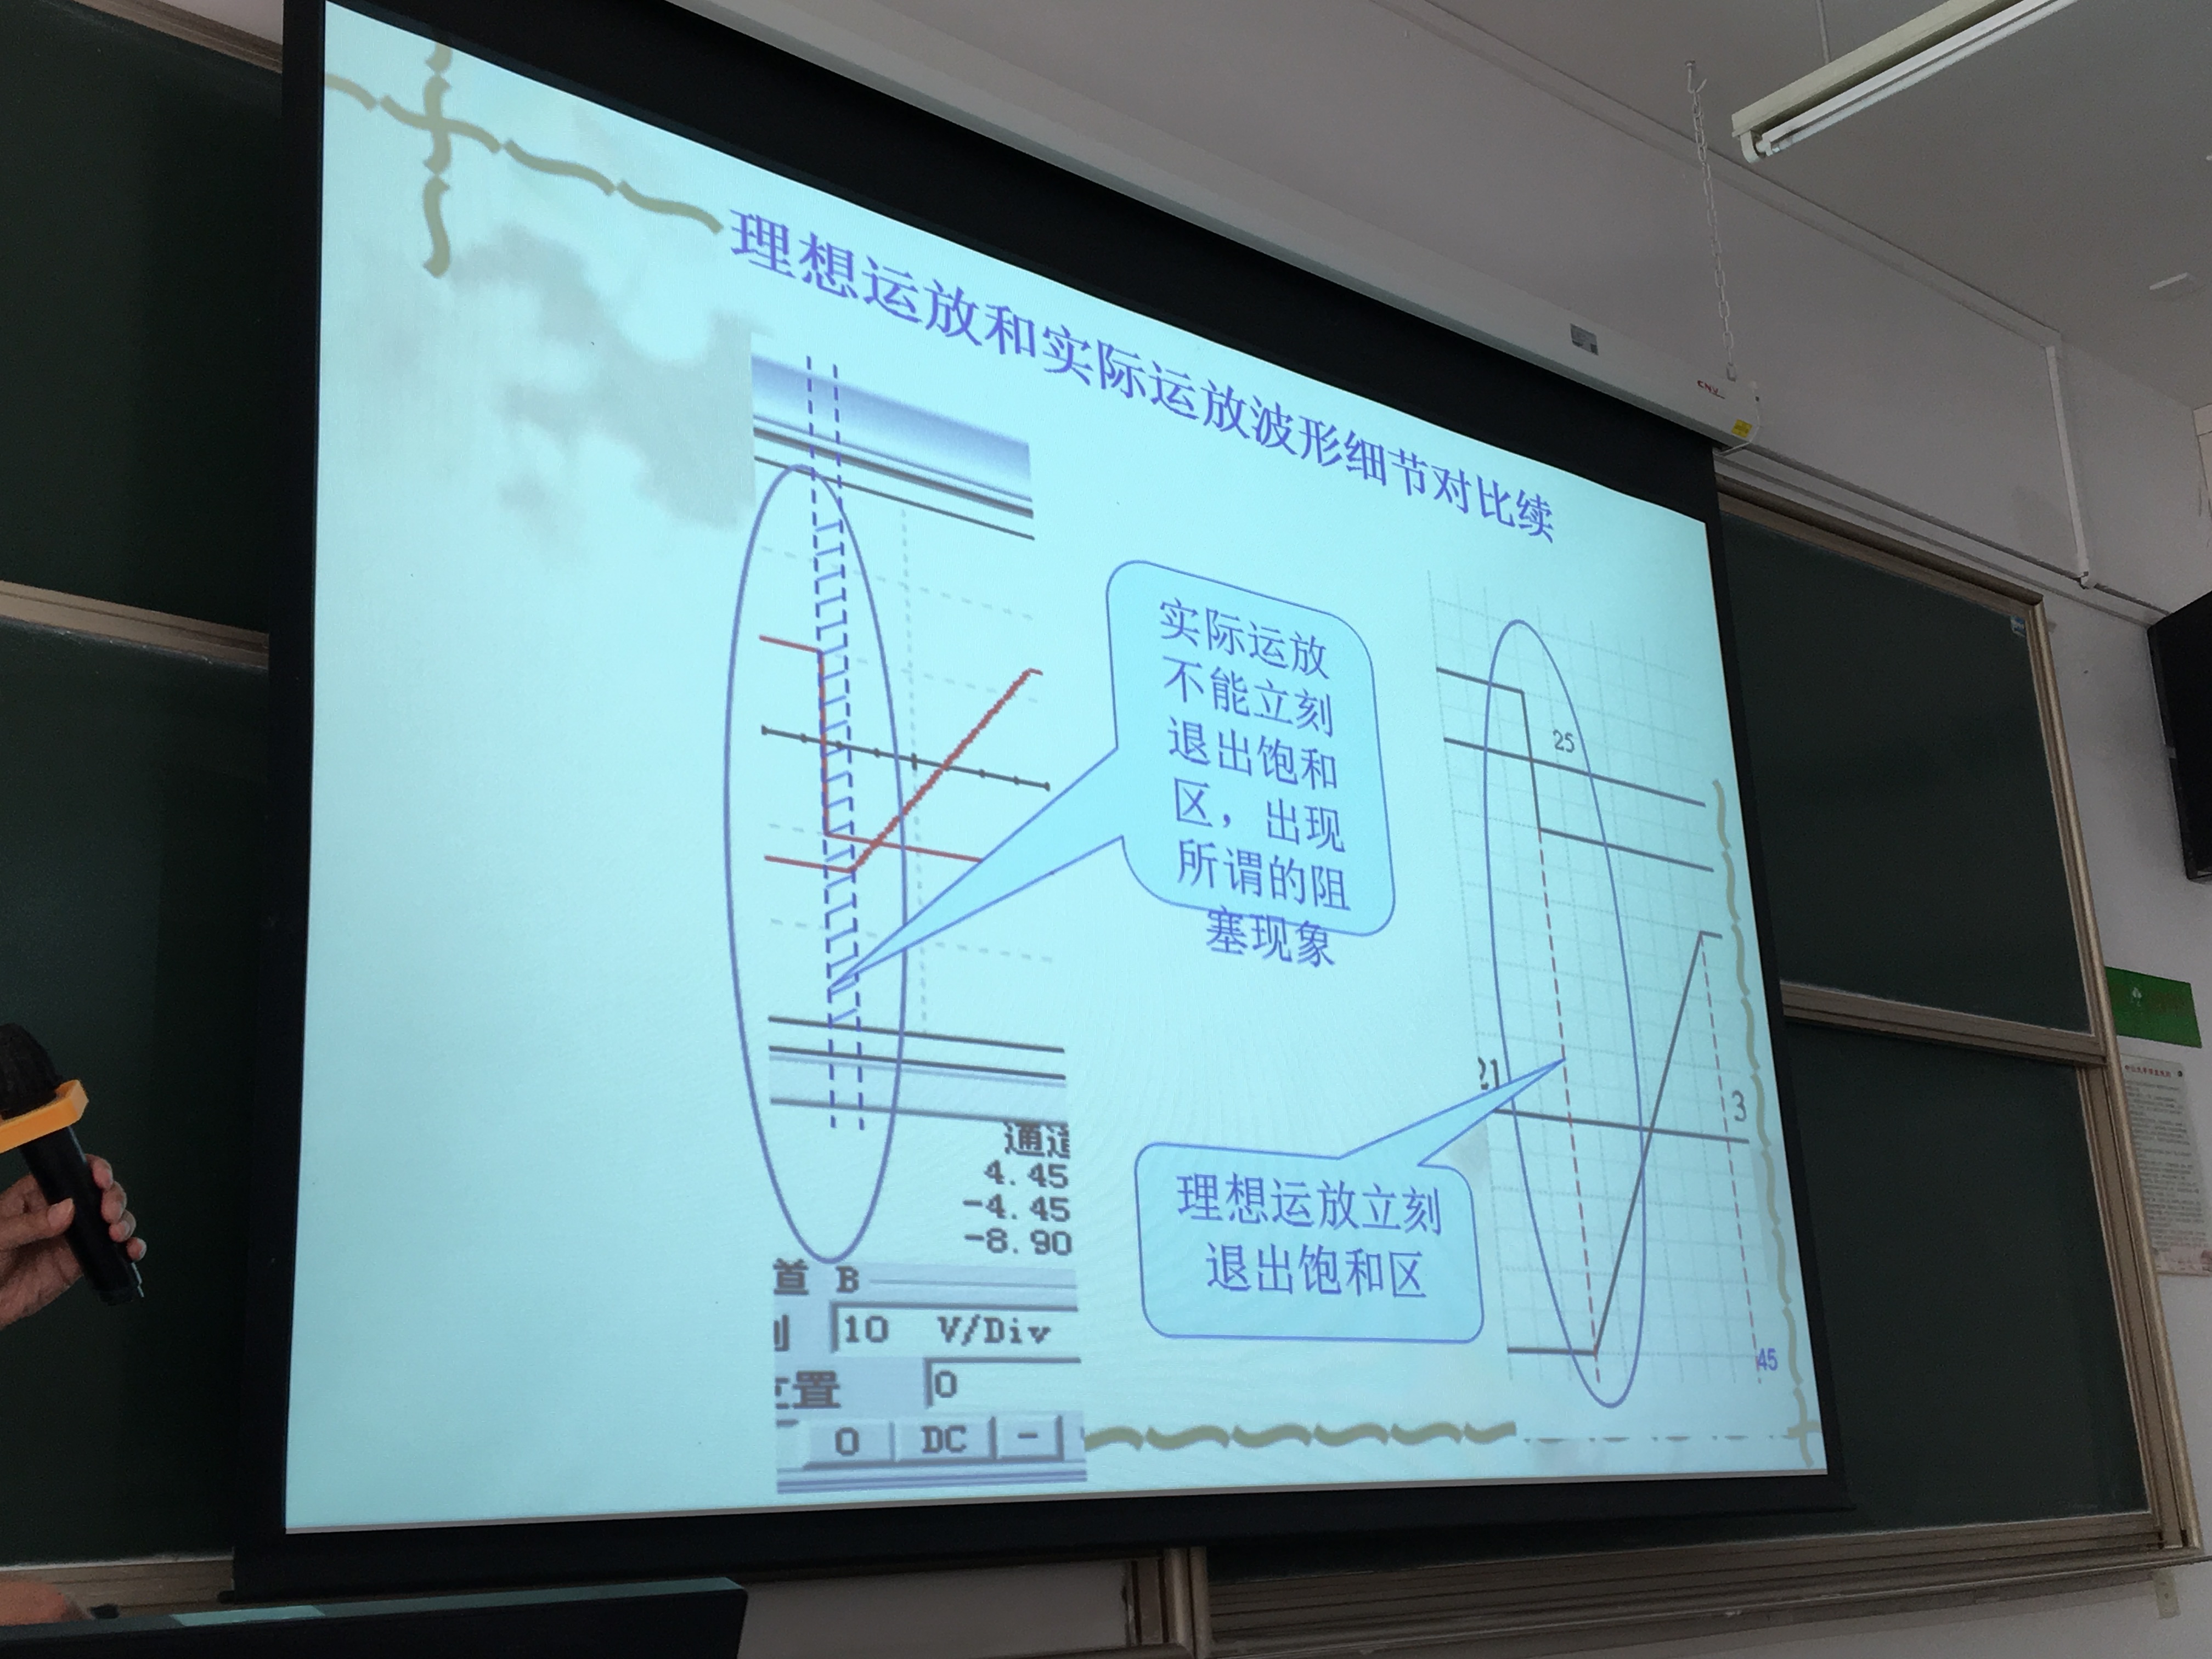 理想运放和实际运放波形细节对比续
实际运放
不能立刻
退出饱和
区，出现
所谓的阻
塞现象
25
21
3
45
理想运放立刻
退出饱和区
通道
4.45
-4.45
-8.90
首 B
10 V/Div
置 0
0 DC -
CNV